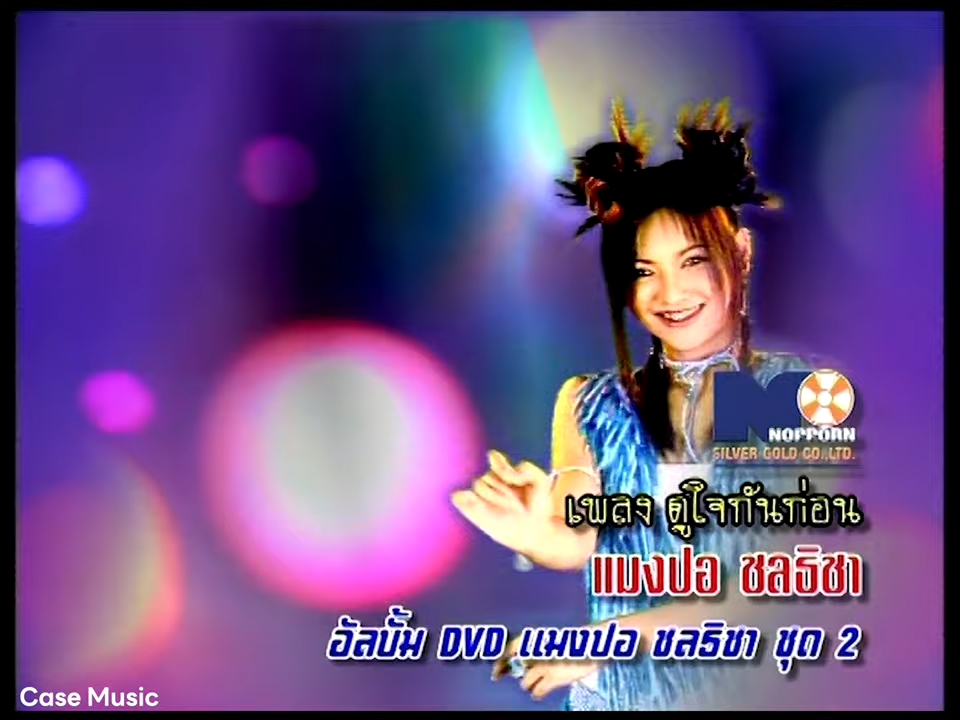 NOPPORN
SILVER GOLD CO.,LTD.
เพลง ดูใจกันก่อน
แมงปอ ชลธิชา
อัลบั้ม DVD แมงปอ ชลธิชา ชุด 2
Case Music